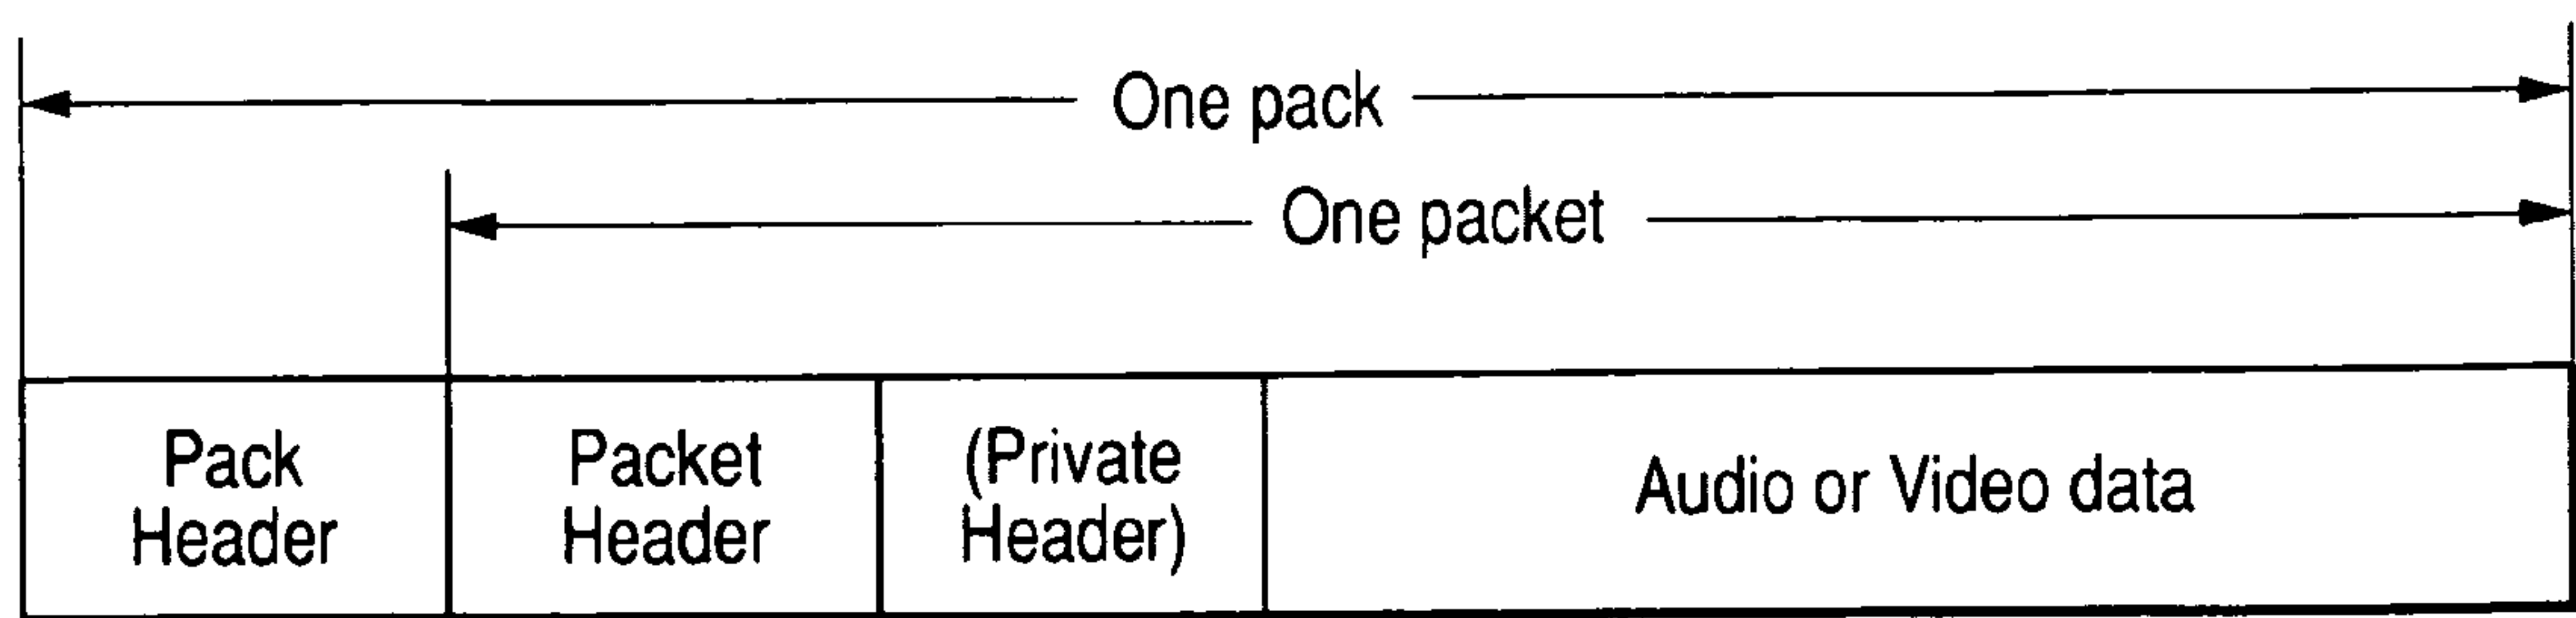 One pack
One packet
Pack
Header
Packet
Header
(Private
Header)
Audio or Video data